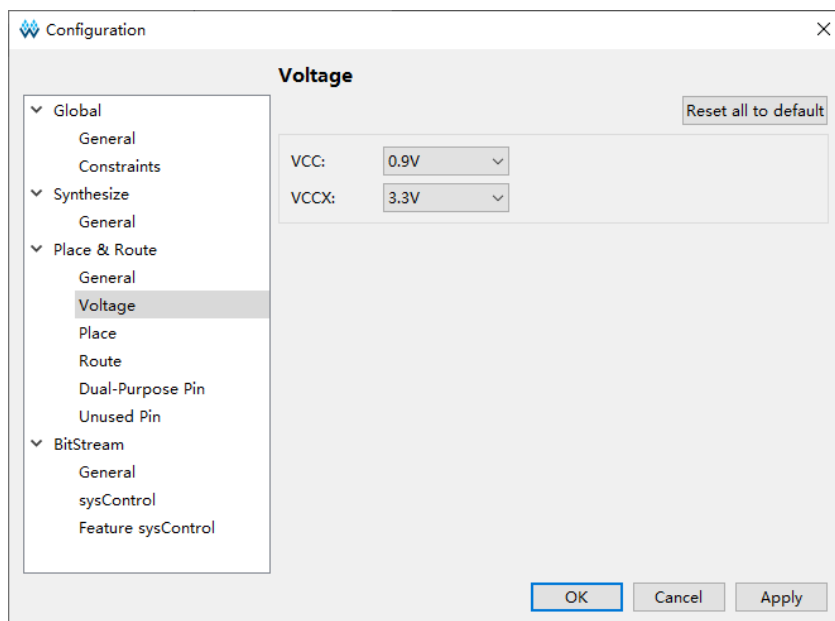 Configuration
Voltage
Reset all to default
Global
General
Constraints
Synthesize
General
Place & Route
General
Voltage
Place
Route
Dual-Purpose Pin
Unused Pin
BitStream
General
sysControl
Feature sysControl
VCC: 0.9V
VCCX: 3.3V
OK Cancel Apply